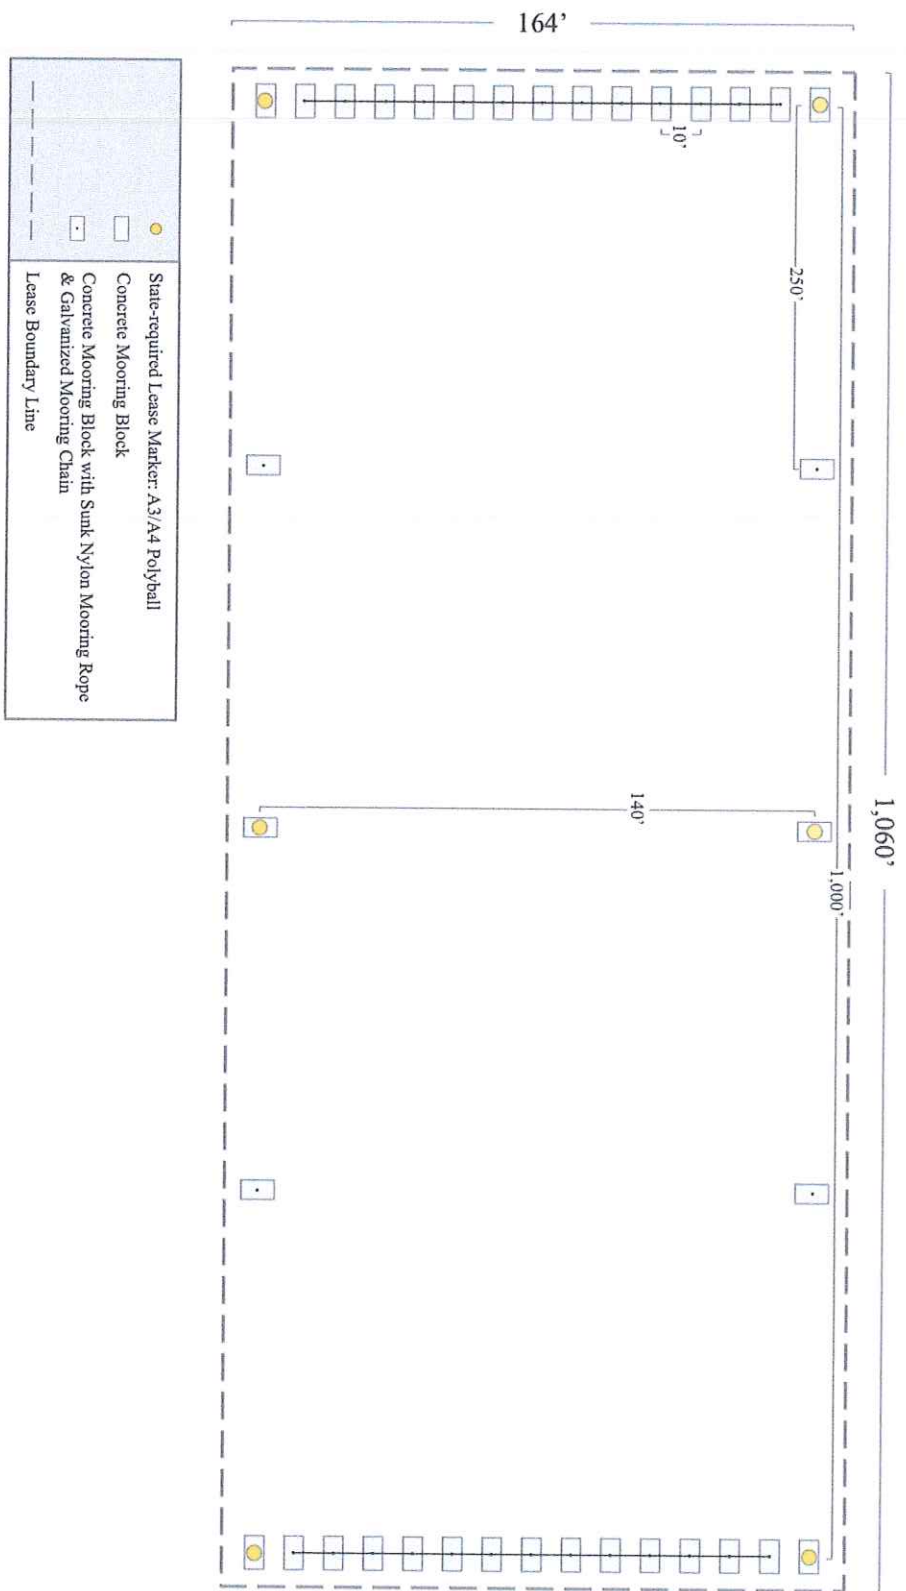 164’
1,060’
10’
250’
140’
1,000’
State-required Lease Marker: A3/A4 Polyball
Concrete Mooring Block
Concrete Mooring Block with Sunk Nylon Mooring Rope
& Galvanized Mooring Chain
Lease Boundary Line